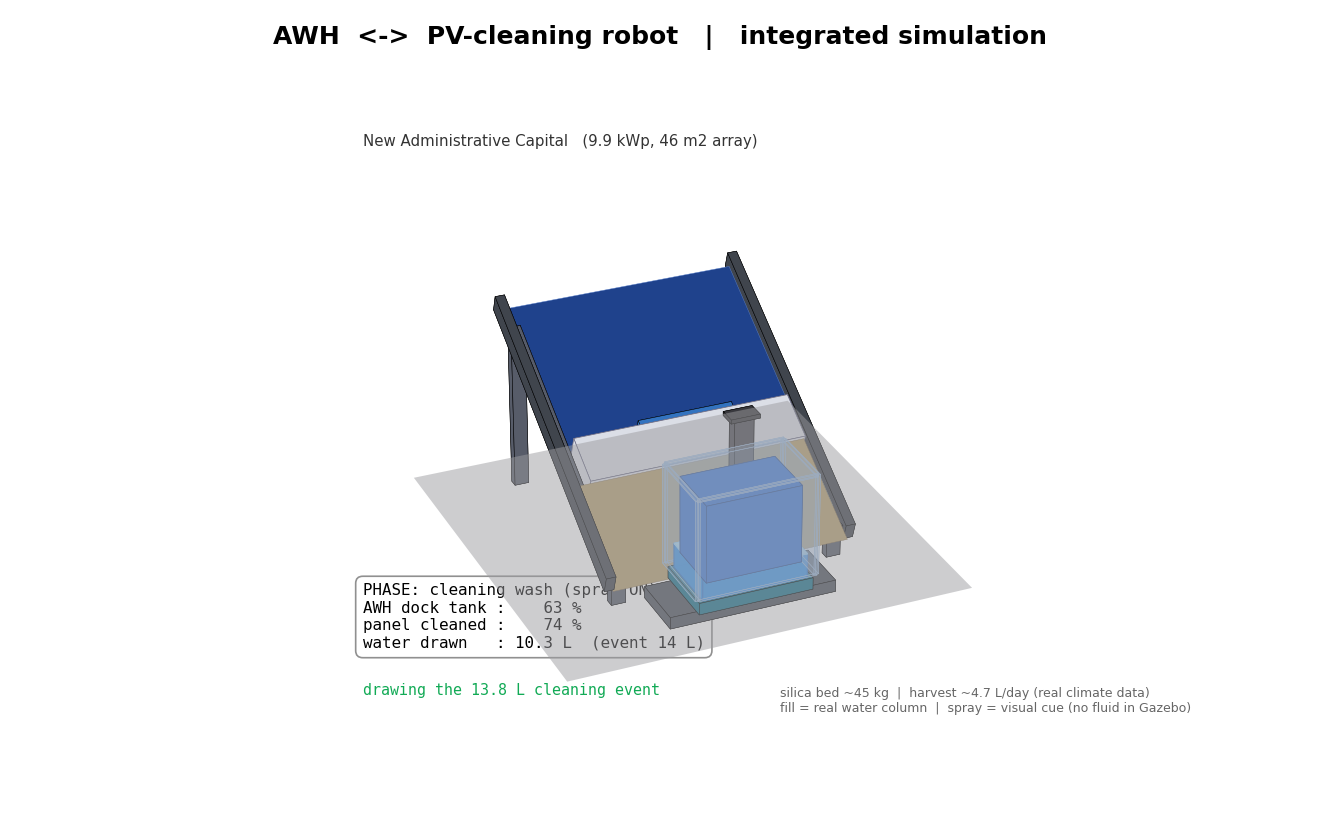 AWH <-> PV-cleaning robot | integrated simulation
New Administrative Capital (9.9 kWp, 46 m2 array)
PHASE: cleaning wash (spray ON)
AWH dock tank : 63 %
panel cleaned : 74 %
water drawn : 10.3 L (event 14 L)
drawing the 13.8 L cleaning event
silica bed ~45 kg | harvest ~4.7 L/day (real climate data)
fill = real water column | spray = visual cue (no fluid in Gazebo)